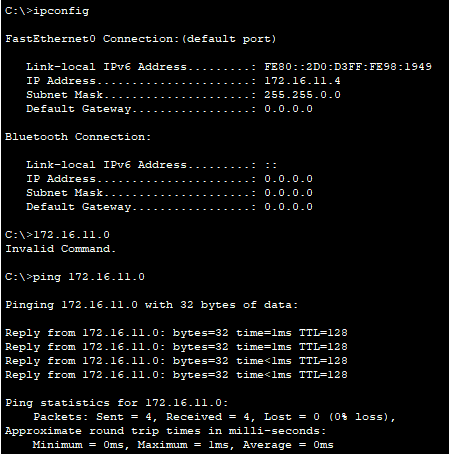 C:\>ipconfig
FastEthernet0 Connection:(default port)
Link-local IPv6 Address.........: FE80::2D0:D3FF:FE98:1949
IP Address......................: 172.16.11.4
Subnet Mask.....................: 255.255.0.0
Default Gateway.................: 0.0.0.0
Bluetooth Connection:
Link-local IPv6 Address.........: ::
IP Address......................: 0.0.0.0
Subnet Mask.....................: 0.0.0.0
Default Gateway.................: 0.0.0.0
C:\>172.16.11.0
Invalid Command.
C:\>ping 172.16.11.0
Pinging 172.16.11.0 with 32 bytes of data:
Reply from 172.16.11.0: bytes=32 time=1ms TTL=128
Reply from 172.16.11.0: bytes=32 time=1ms TTL=128
Reply from 172.16.11.0: bytes=32 time<1ms TTL=128
Reply from 172.16.11.0: bytes=32 time<1ms TTL=128
Ping statistics for 172.16.11.0:
Packets: Sent = 4, Received = 4, Lost = 0 (0% loss),
Approximate round trip times in milli-seconds:
Minimum = 0ms, Maximum = 1ms, Average = 0ms